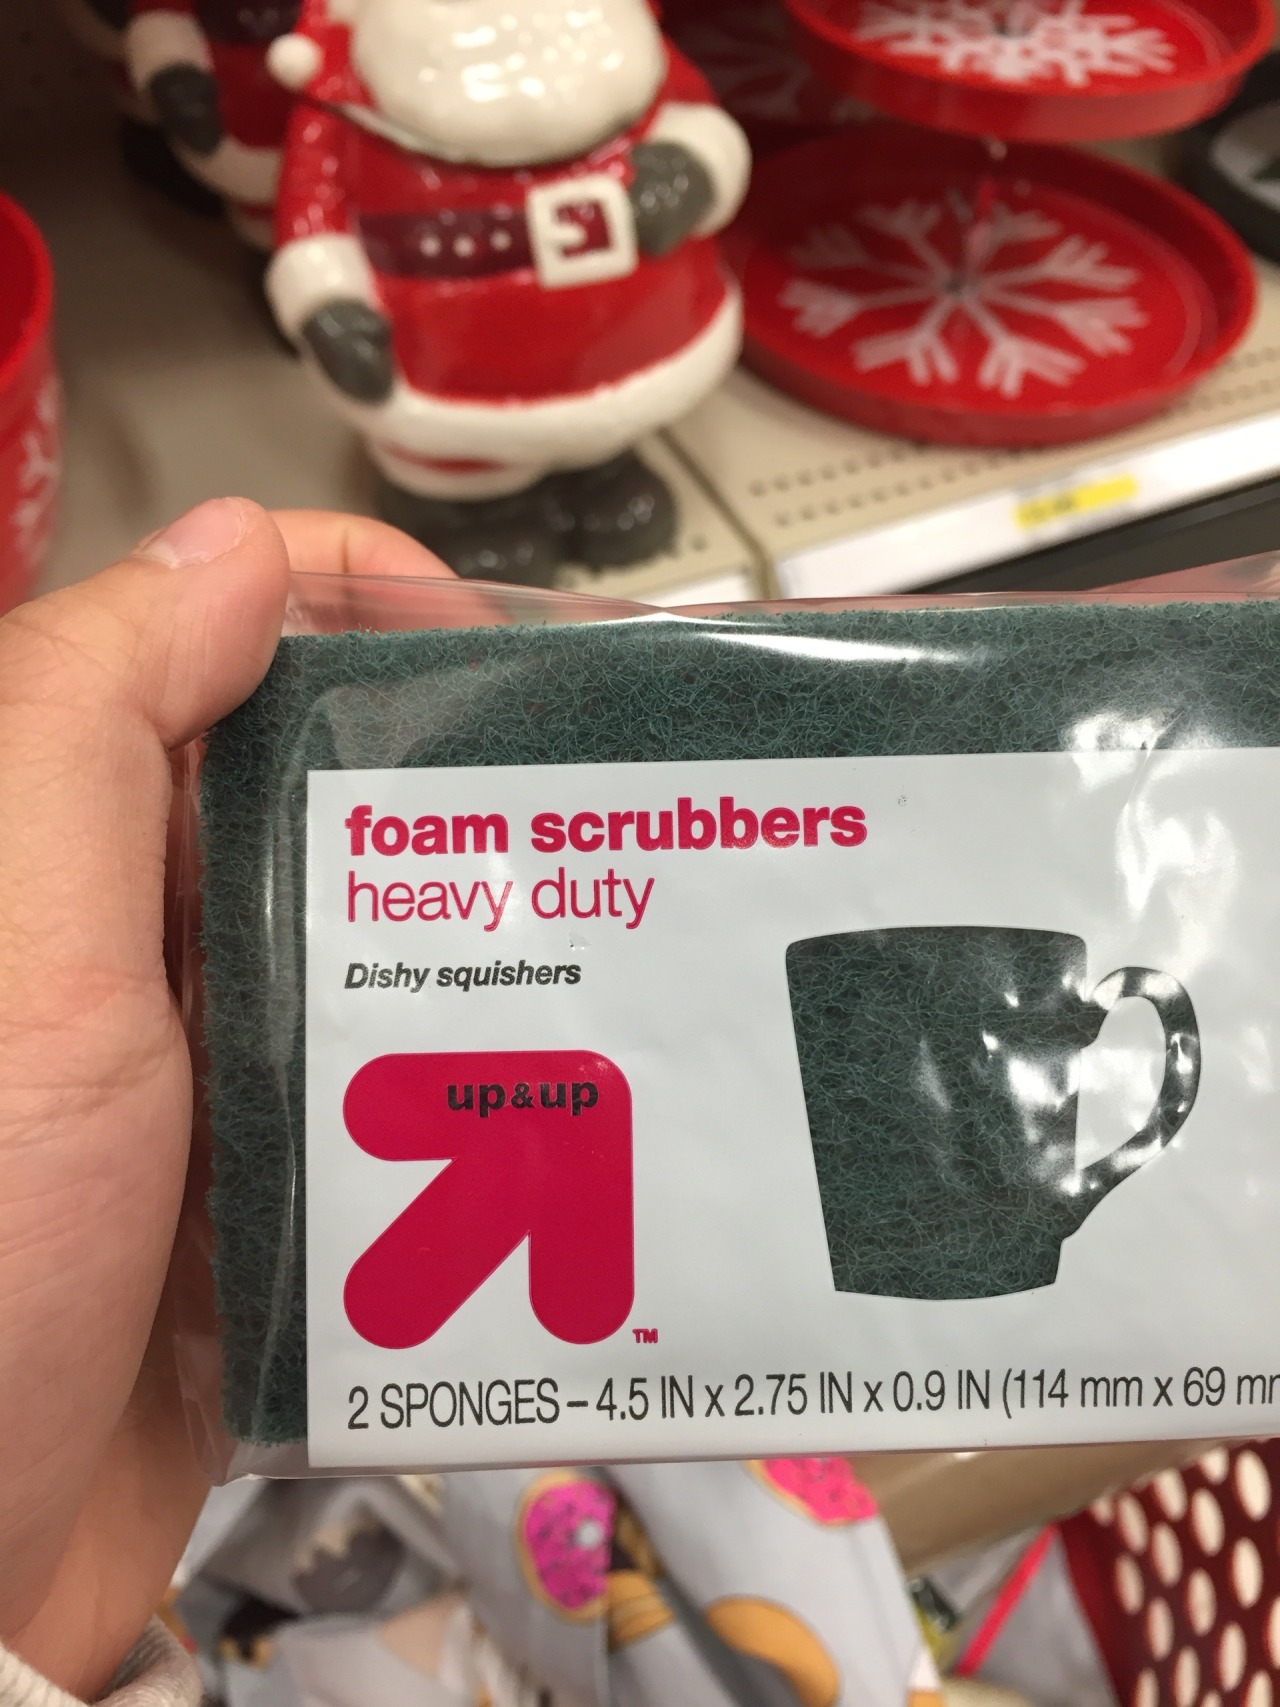 foam scrubbers
heavy duty
Dishy squishers
up&up
TM
2 SPONGES – 4.5 IN x 2.75 IN x 0.9 IN (114 mm x 69